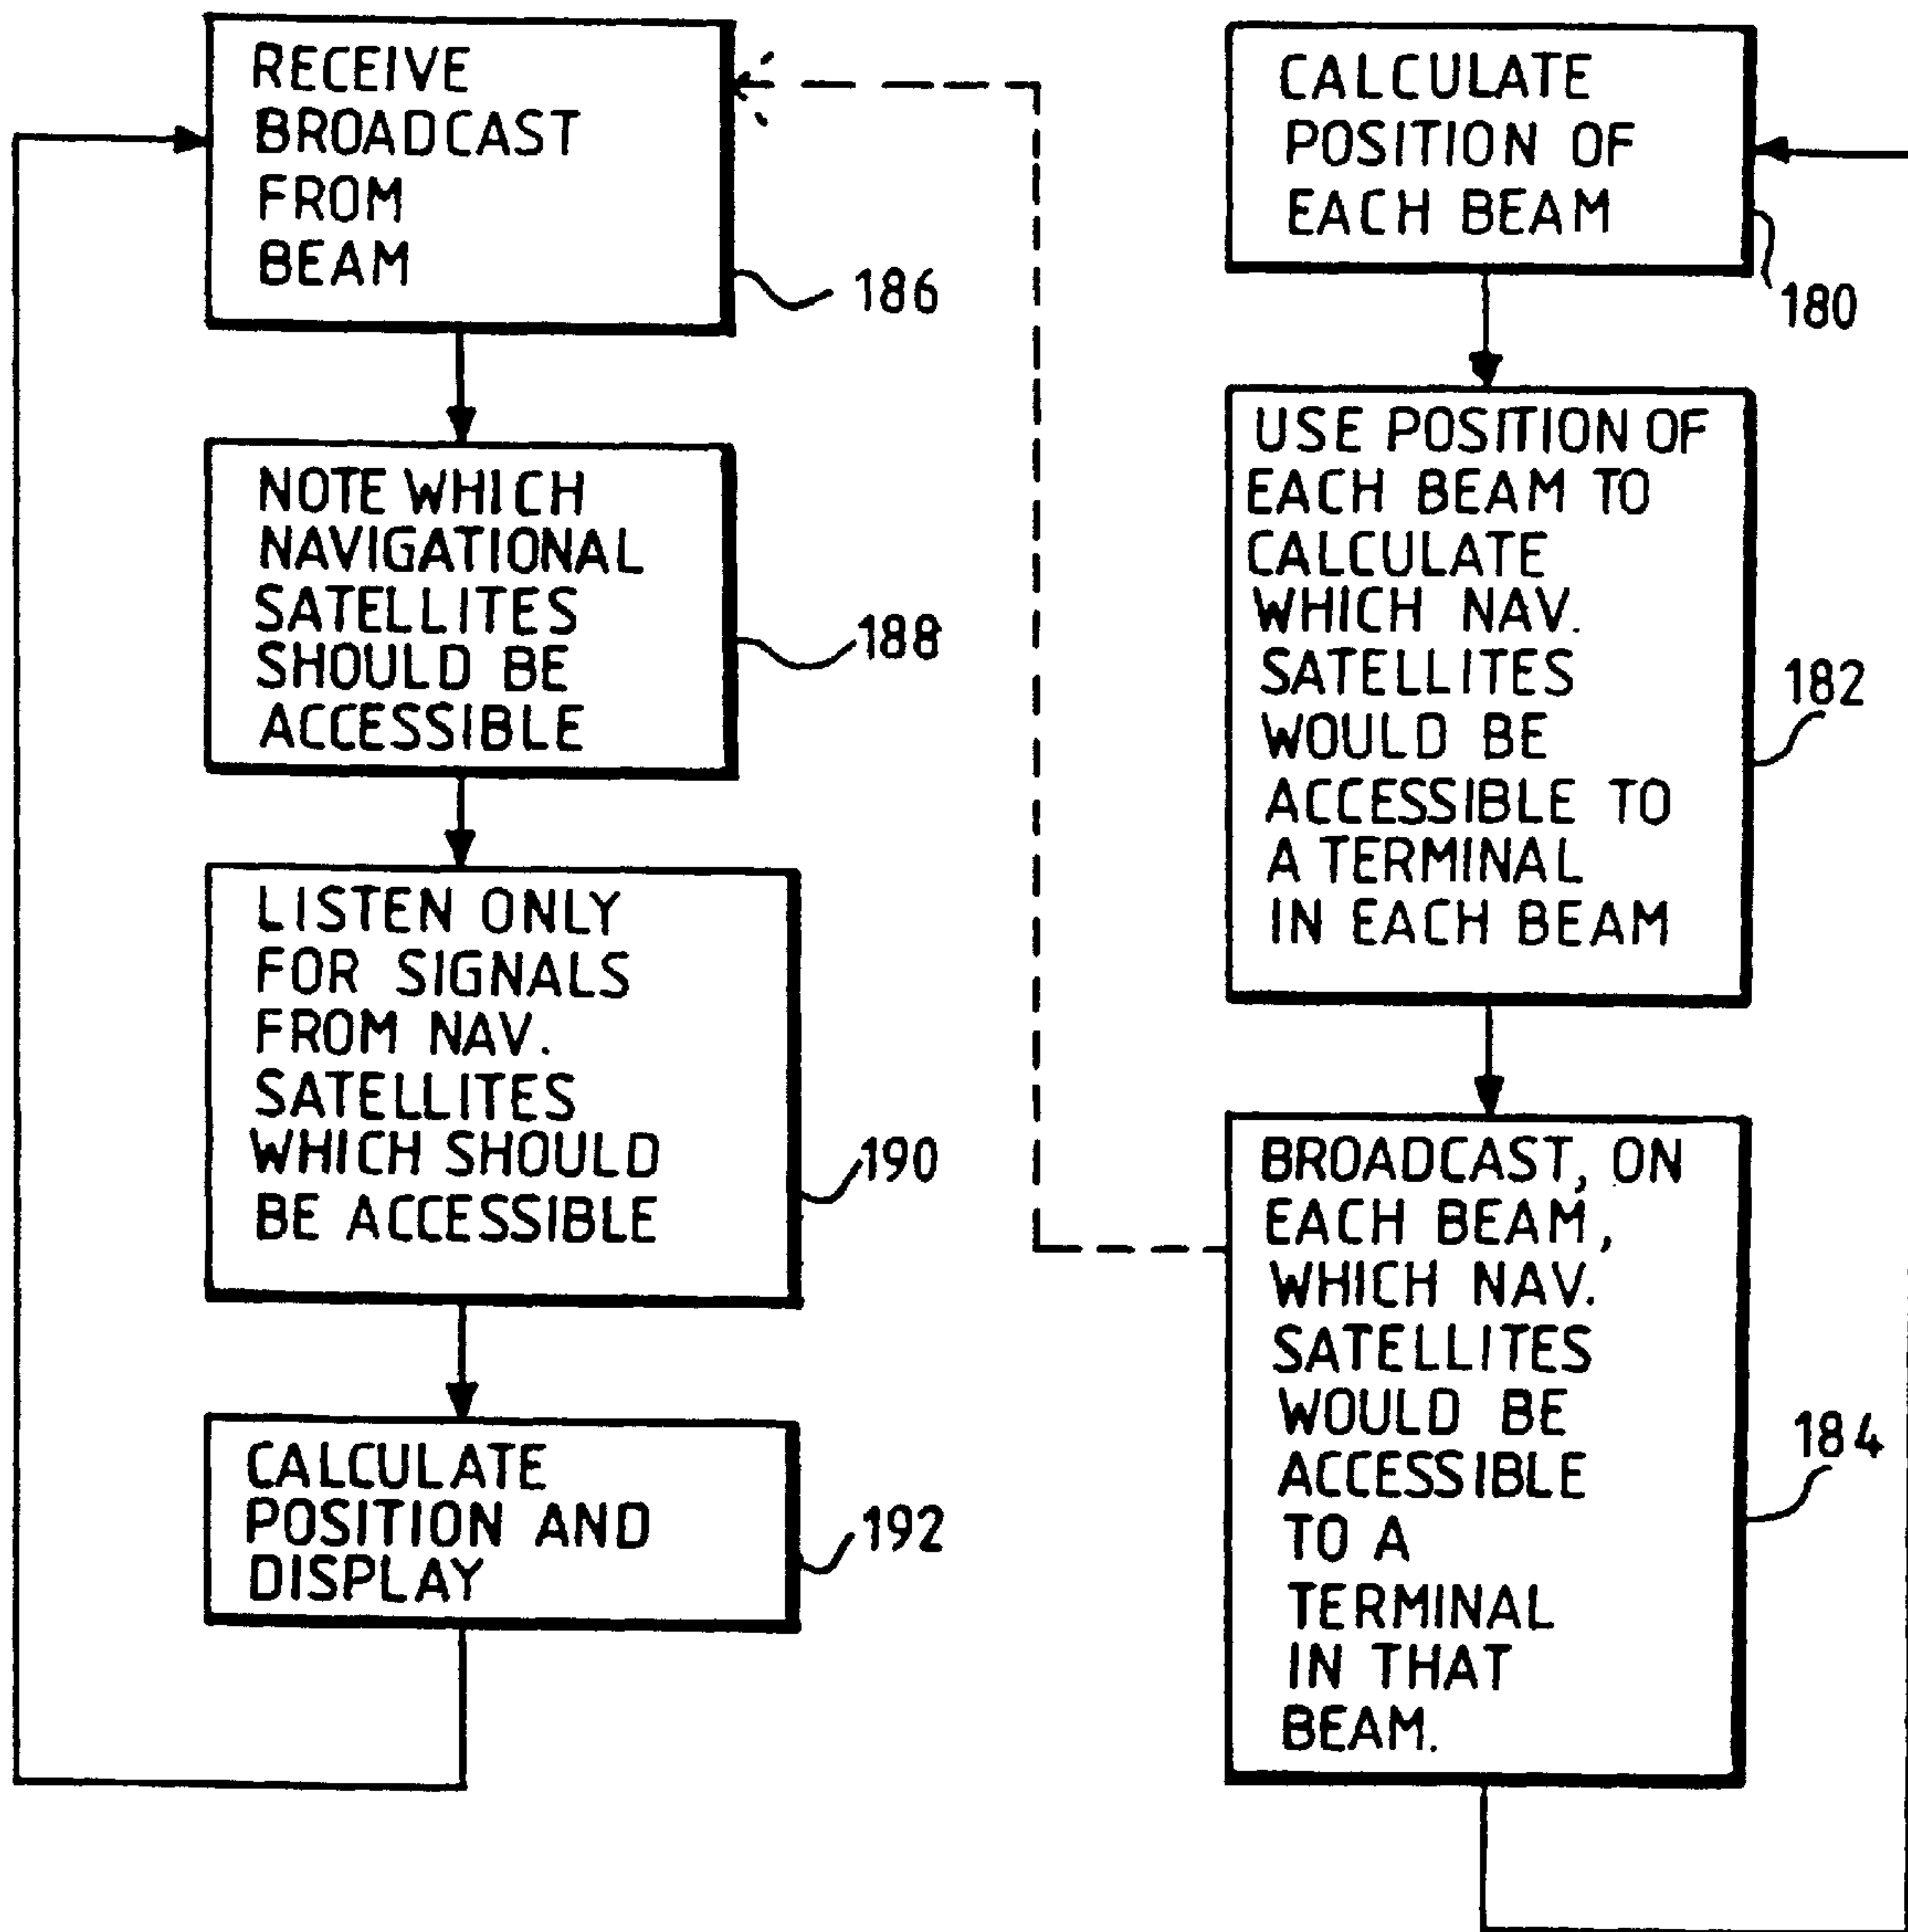 RECEIVE
BROADCAST
FROM
BEAM
186
NOTE WHICH
NAVIGATIONAL
SATELLITES
SHOULD BE
ACCESSIBLE
188
LISTEN ONLY
FOR SIGNALS
FROM NAV.
SATELLITES
WHICH SHOULD
BE ACCESSIBLE
190
CALCULATE
POSITION AND
DISPLAY
192
CALCULATE
POSITION OF
EACH BEAM
180
USE POSITION OF
EACH BEAM TO
CALCULATE
WHICH NAV.
SATELLITES
WOULD BE
ACCESSIBLE TO
A TERMINAL
IN EACH BEAM
182
BROADCAST, ON
EACH BEAM,
WHICH NAV.
SATELLITES
WOULD BE
ACCESSIBLE
TO A
TERMINAL
IN THAT
BEAM.
184